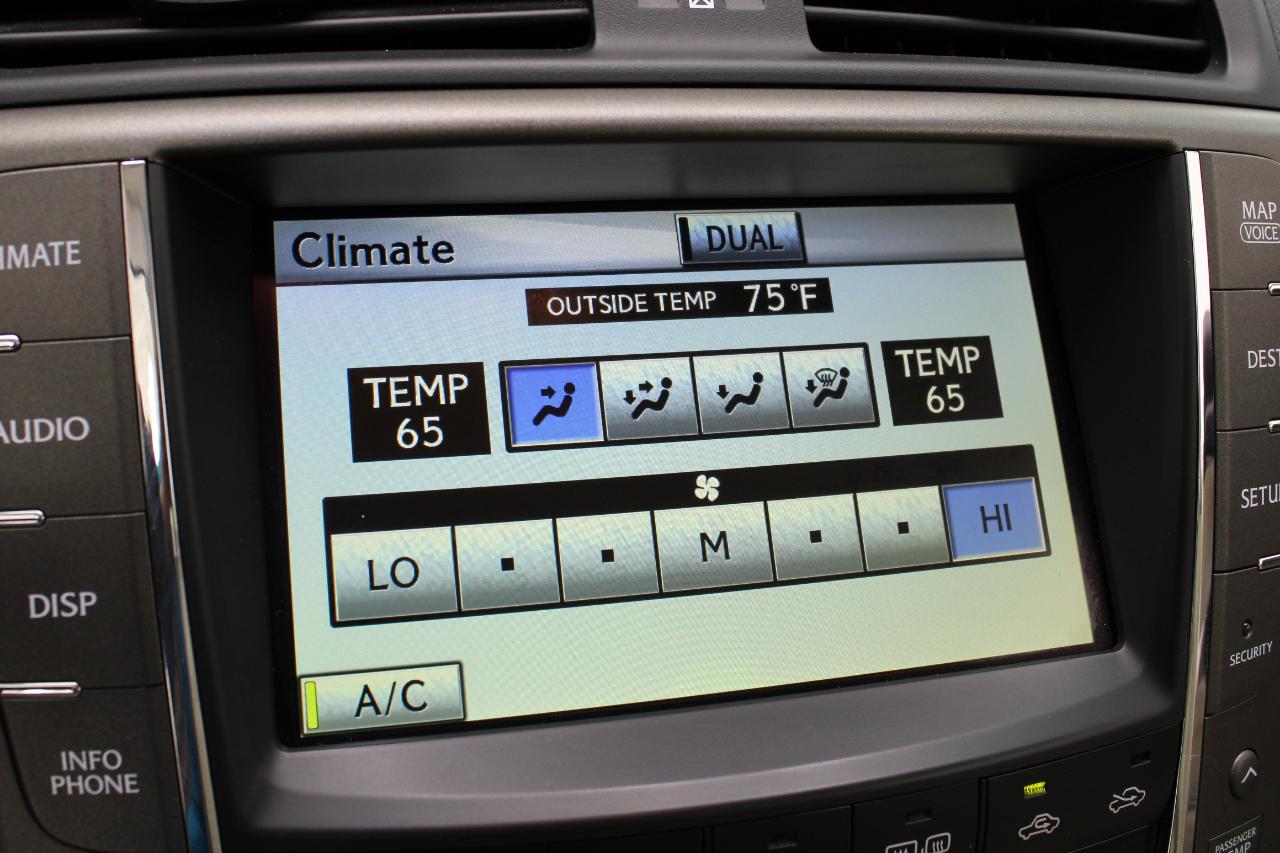 Climate
DUAL
OUTSIDE TEMP 75°F
TEMP
65
TEMP
65
LO
M
HI
A/C
IMATE
AUDIO
DISP
INFO
PHONE
MAP
VOICE
DEST
SETU
SECURITY
PASSENGER
TEMP